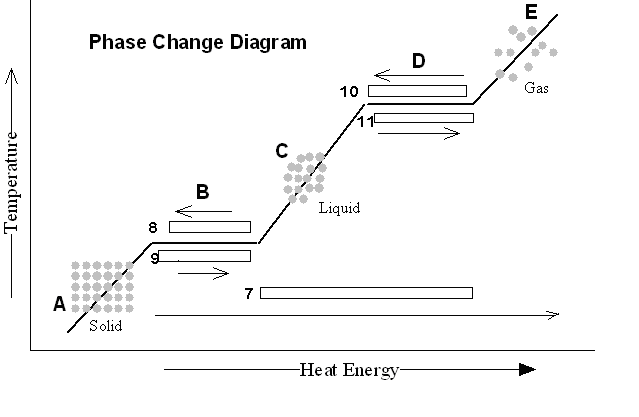 E
Phase Change Diagram
D
10
Gas
11
C
B
Liquid
8
9
7
A
Solid
Temperature
Heat Energy